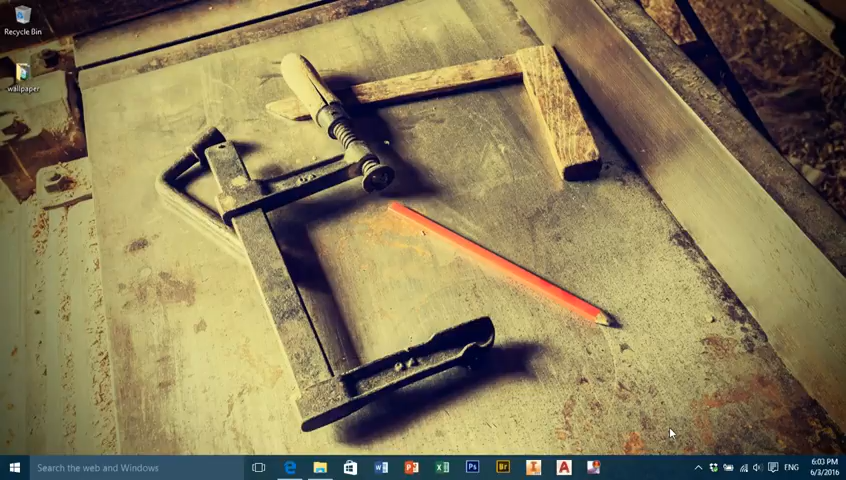 Recycle Bin
wallpaper
Search the web and Windows
ENG
6:03 PM
6/3/2016